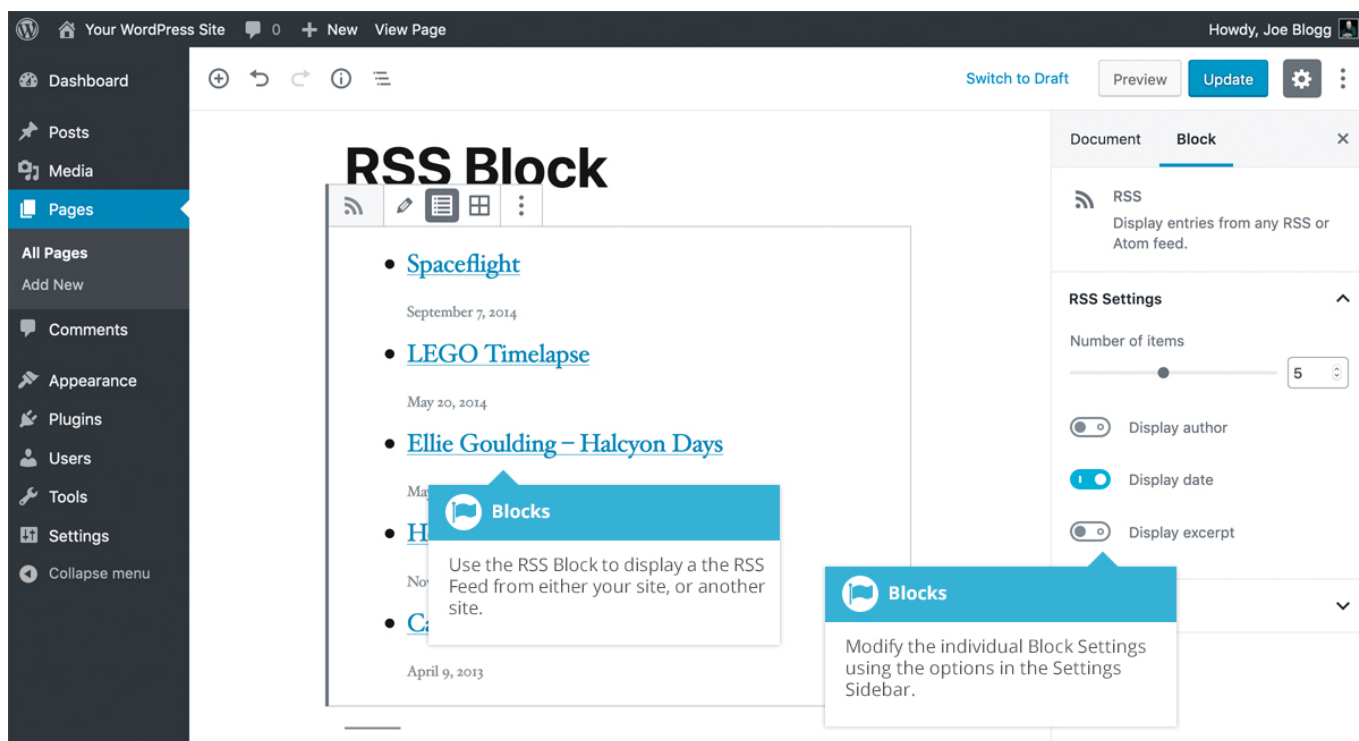 Your WordPress Site 0 New View Page Howdy, Joe Blogg
Dashboard
Posts
Media
Pages
All Pages
Add New
Comments
Appearance
Plugins
Users
Tools
Settings
Collapse menu
Switch to Draft Preview Update
RSS Block
Spaceflight
September 7, 2014
LEGO Timelapse
May 20, 2014
Ellie Goulding – Halcyon Days
Blocks
Use the RSS Block to display a the RSS
Feed from either your site, or another
site.
April 9, 2013
Document Block
RSS
Display entries from any RSS or
Atom feed.
RSS Settings
Number of items
5
Display author
Display date
Display excerpt
Blocks
Modify the individual Block Settings
using the options in the Settings
Sidebar.